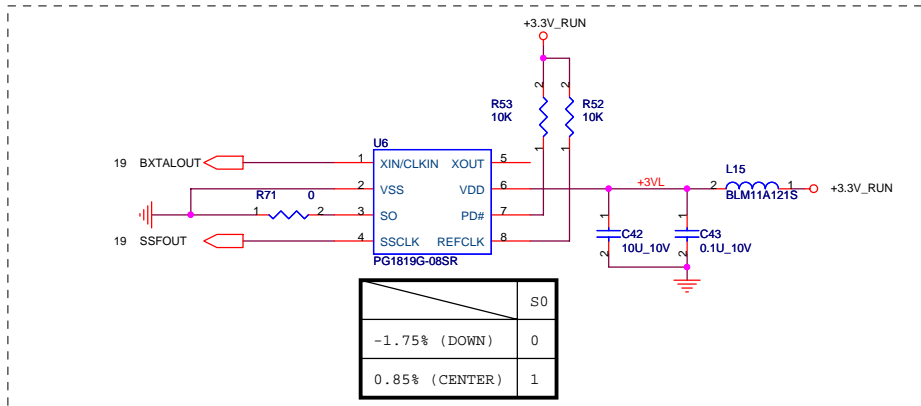 +3.3V_RUN
2 2
R53 R52
10K 10K
1 1
U6
19 BXTALOUT 1 XIN/CLKIN XOUT 5
2 VSS VDD 6
+3VL
L15
2 1 +3.3V_RUN
BLM11A121S
R71 0
1 2 3 SO PD# 7
19 SSFOUT 4 SSCLK REFCLK 8
PG1819G-08SR
1 C42 1 C43
2 10U_10V 2 0.1U_10V
S0
-1.75% (DOWN) 0
0.85% (CENTER) 1